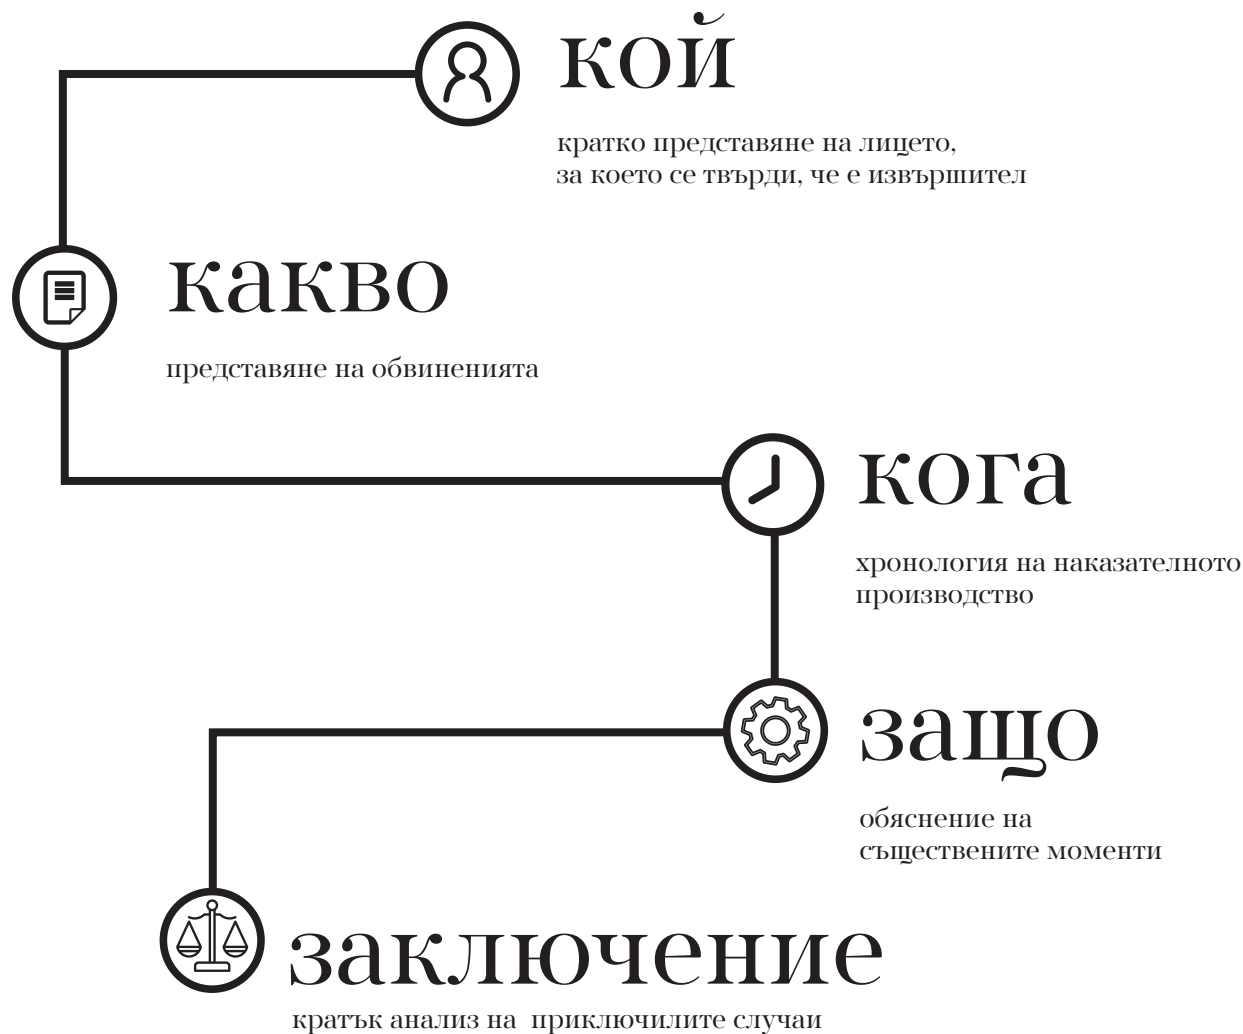 кой
кратко представяне на лицето,
за което се твърди, че е извършител
какво
представяне на обвиненията
кога
хронология на наказателното
производство
защо
обяснение на
съществените моменти
заключение
кратък анализ на приключилите случаи